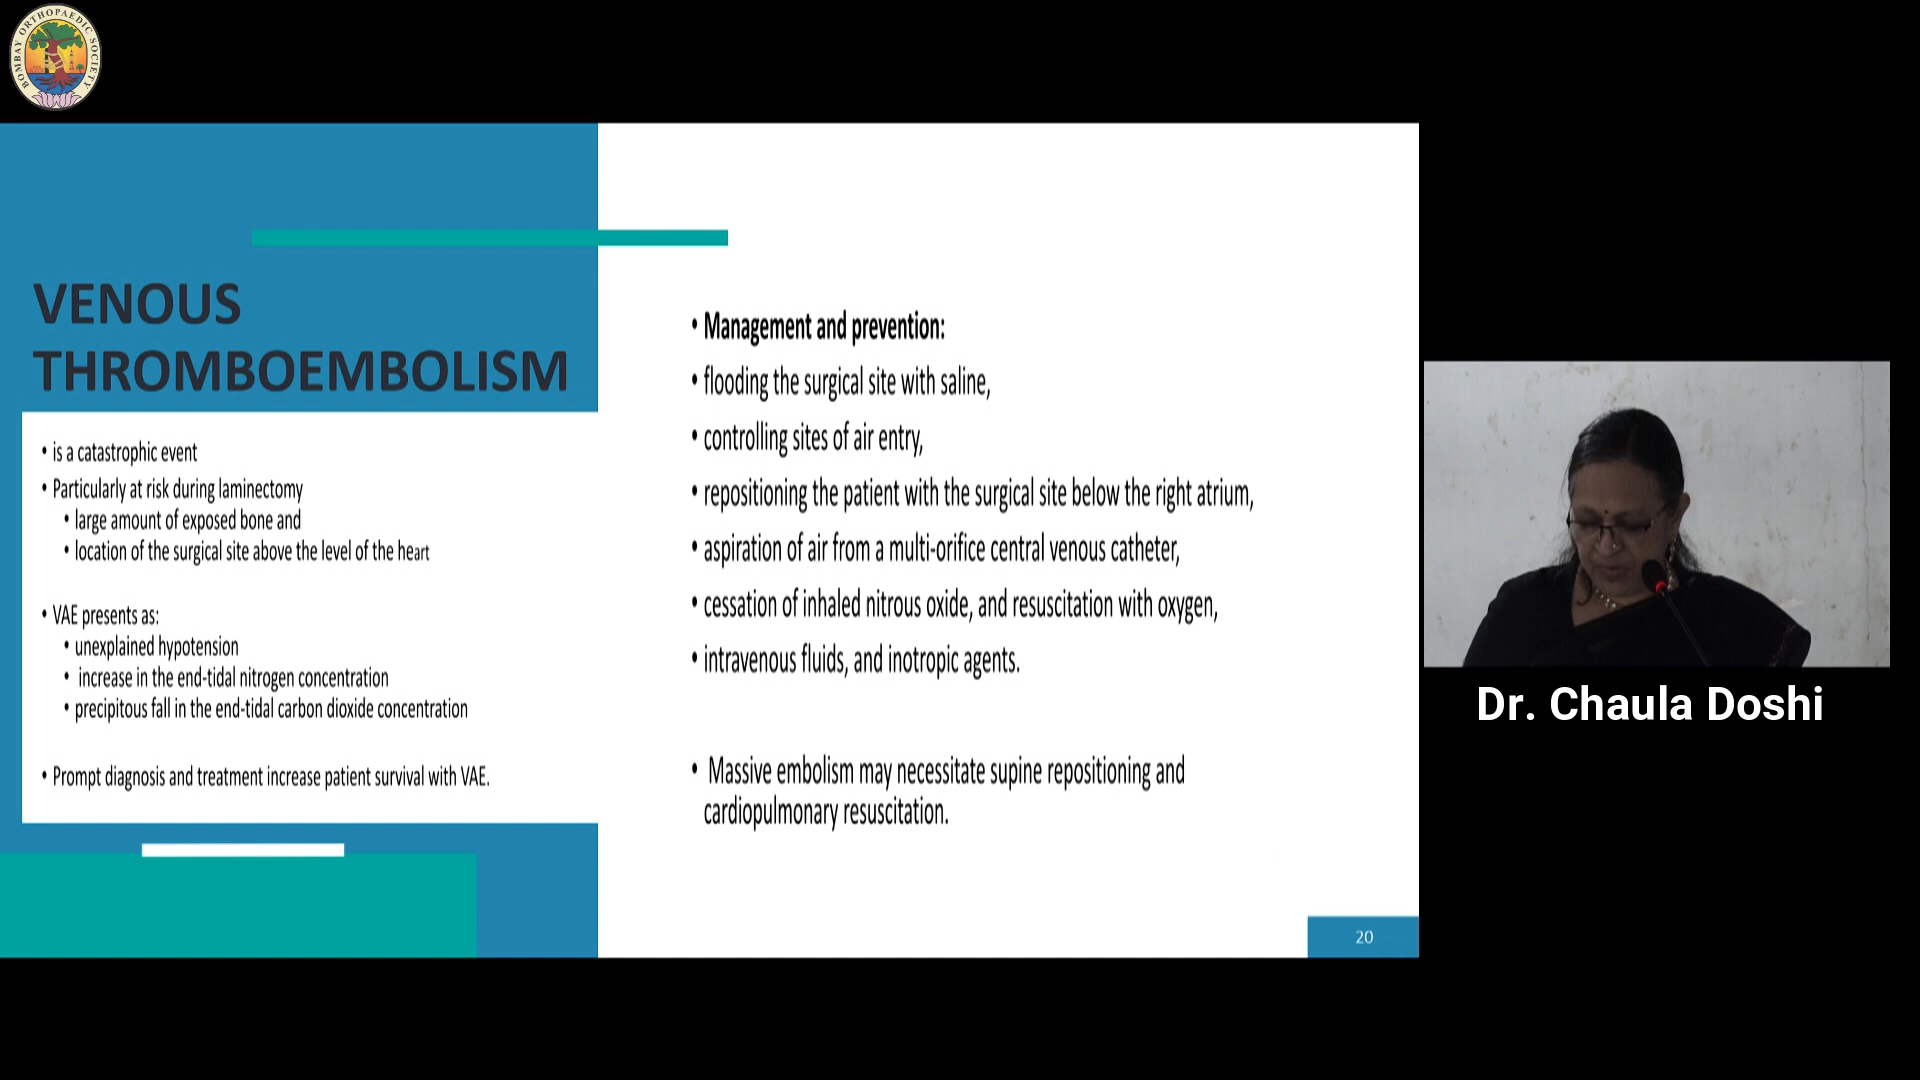 BOMBAY ORTHOPAEDIC SOCIETY
VENOUS
THROMBOEMBOLISM
• is a catastrophic event
• Particularly at risk during laminectomy
• large amount of exposed bone and
• location of the surgical site above the level of the heart
• VAE presents as:
• unexplained hypotension
• increase in the end-tidal nitrogen concentration
• precipitous fall in the end-tidal carbon dioxide concentration
• Prompt diagnosis and treatment increase patient survival with VAE.
• Management and prevention:
• flooding the surgical site with saline,
• controlling sites of air entry,
• repositioning the patient with the surgical site below the right atrium,
• aspiration of air from a multi-orifice central venous catheter,
• cessation of inhaled nitrous oxide, and resuscitation with oxygen,
• intravenous fluids, and inotropic agents.
• Massive embolism may necessitate supine repositioning and
cardiopulmonary resuscitation.
20
Dr. Chaula Doshi